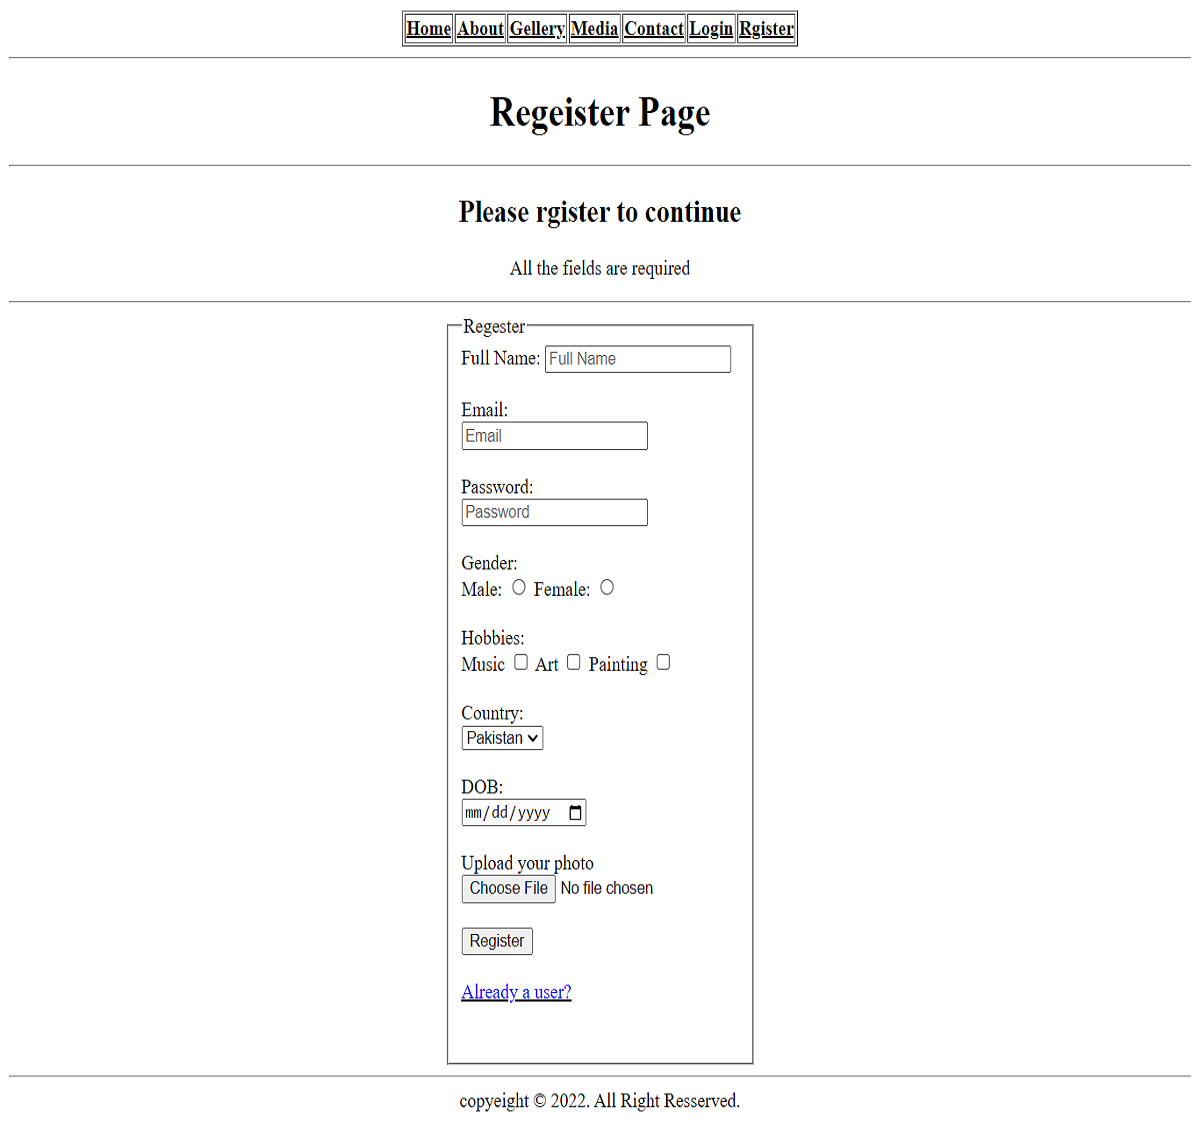 Home About Gellery Media Contact Login Rgister
Regeister Page
Please rgister to continue
All the fields are required
Regester
Full Name: Full Name
Email:
Email
Password:
Password
Gender:
Male: Female:
Hobbies:
Music Art Painting
Country:
Pakistan
DOB:
mm/dd/yyyy
Upload your photo
Choose File No file chosen
Register
Already a user?
copyeight © 2022. All Right Resserved.